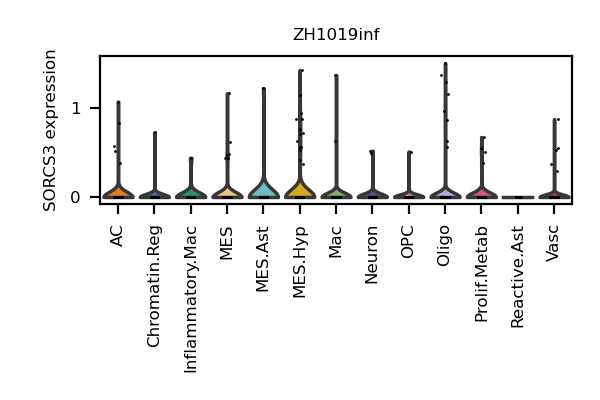 ZH1019inf
SORCS3 expression
1
0
AC
Chromatin.Reg
Inflammatory.Mac
MES
MES.Ast
MES.Hyp
Mac
Neuron
OPC
Oligo
Prolif.Metab
Reactive.Ast
Vasc